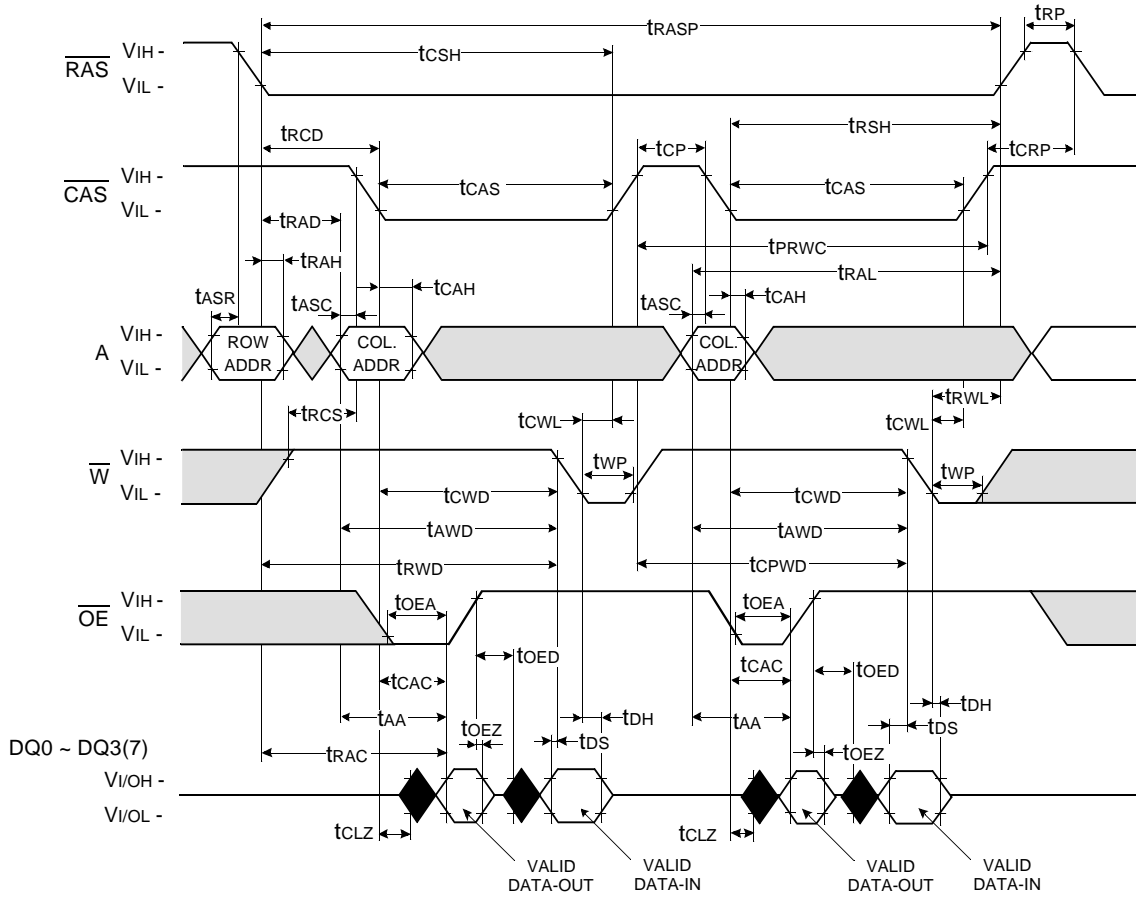 tRASP
tRP
tCSH
RAS
VIH -
VIL -
tRCD
tRSH
tCP
tCRP
CAS
VIH -
VIL -
tCAS
tCAS
tRAD
tPRWC
tRAH
tRAL
tASR
tASC
tCAH
tASC
tCAH
A
VIH -
VIL -
ROW ADDR
COL. ADDR
COL. ADDR
tRCS
tCWL
tRWL
tCWL
W
VIH -
VIL -
tWP
tWP
tCWD
tCWD
tAWD
tAWD
tRWD
tCPWD
OE
VIH -
VIL -
tOEA
tOEA
tOED
tOED
tCAC
tCAC
tAA
tOEZ
tDH
tDS
tAA
tOEZ
tDH
tDS
DQ0 ~ DQ3(7)
tRAC
VI/OH -
VI/OL -
tCLZ
tCLZ
VALID DATA-OUT
VALID DATA-IN
VALID DATA-OUT
VALID DATA-IN